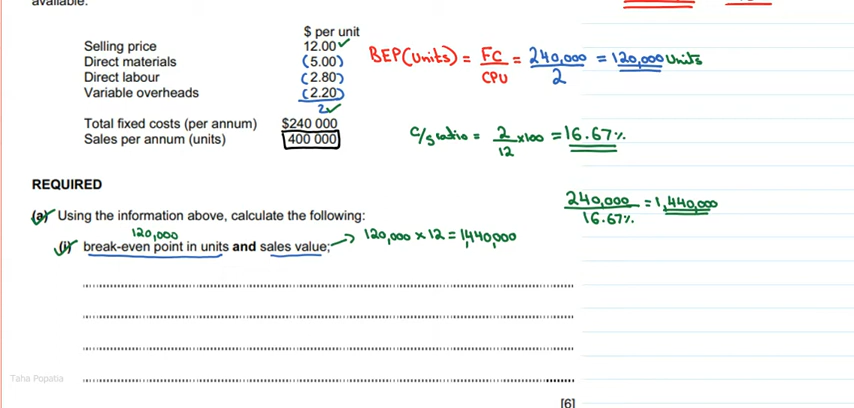 available.
$ per unit
Selling price 12.00 ✓
Direct materials (5.00)
Direct labour (2.80)
Variable overheads (2.20)
2 ✓
Total fixed costs (per annum) $240 000
Sales per annum (units) 400 000
BEP(units) = FC/CPU = 240,000/2 = 120,000 units
C/S ratio = 2/12 x100 = 16.67%
240,000/16.67% = 1,440,000
REQUIRED
(a) Using the information above, calculate the following:
120,000
(i) break-even point in units and sales value; → 120,000 x 12 = 1,440,000
Taha Popatia
[6]